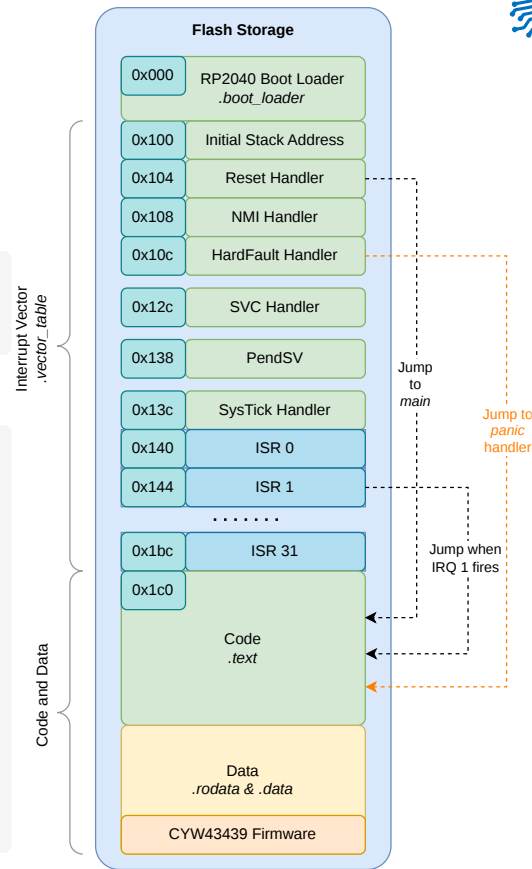 Flash Storage
0x000
RP2040 Boot Loader
.boot_loader
0x100
Initial Stack Address
0x104
Reset Handler
0x108
NMI Handler
0x10c
HardFault Handler
0x12c
SVC Handler
0x138
PendSV
0x13c
SysTick Handler
0x140
ISR 0
0x144
ISR 1
.......
0x1bc
ISR 31
0x1c0
Code
.text
Data
.rodata & .data
CYW43439 Firmware
Interrupt Vector
.vector_table
Code and Data
Jump
to
main
Jump to
panic
handler
Jump when
IRQ 1 fires